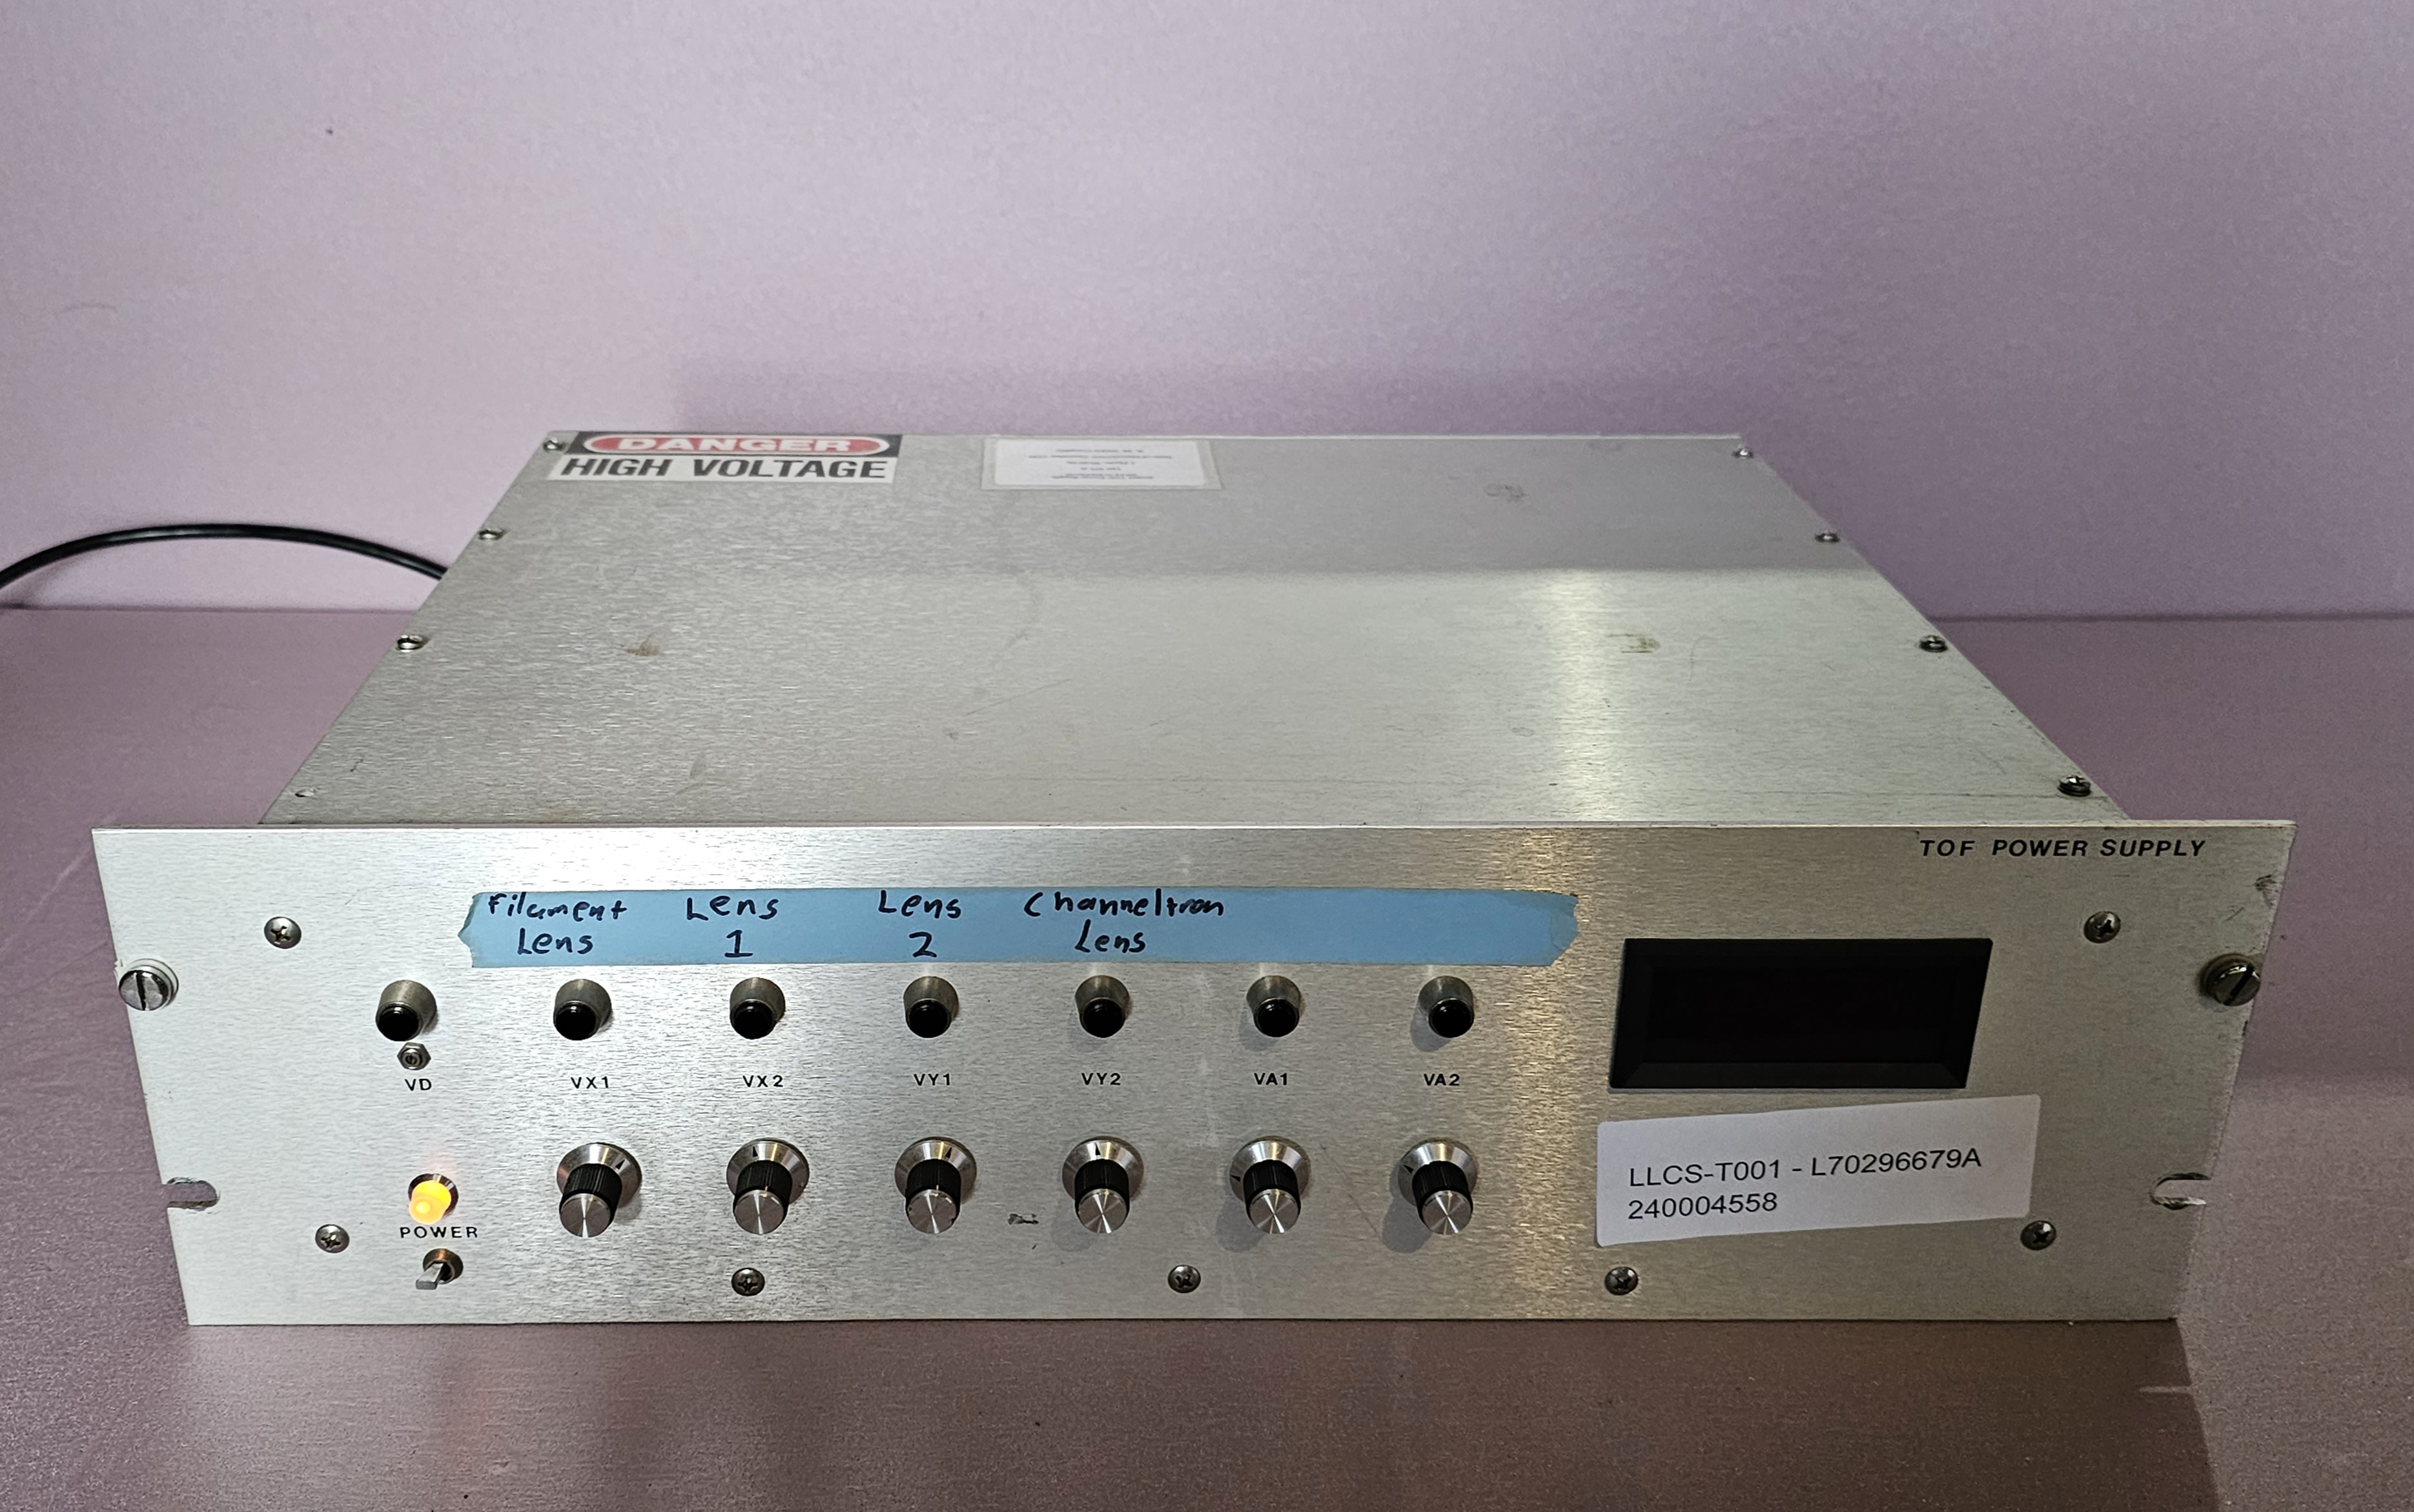 DANGER
HIGH VOLTAGE
TOF POWER SUPPLY
Filament Lens Lens Channeltron
Lens 1 2 Lens
VD VX1 VX2 VY1 VY2 VA1 VA2
POWER
LLCS-T001 - L70296679A
240004558